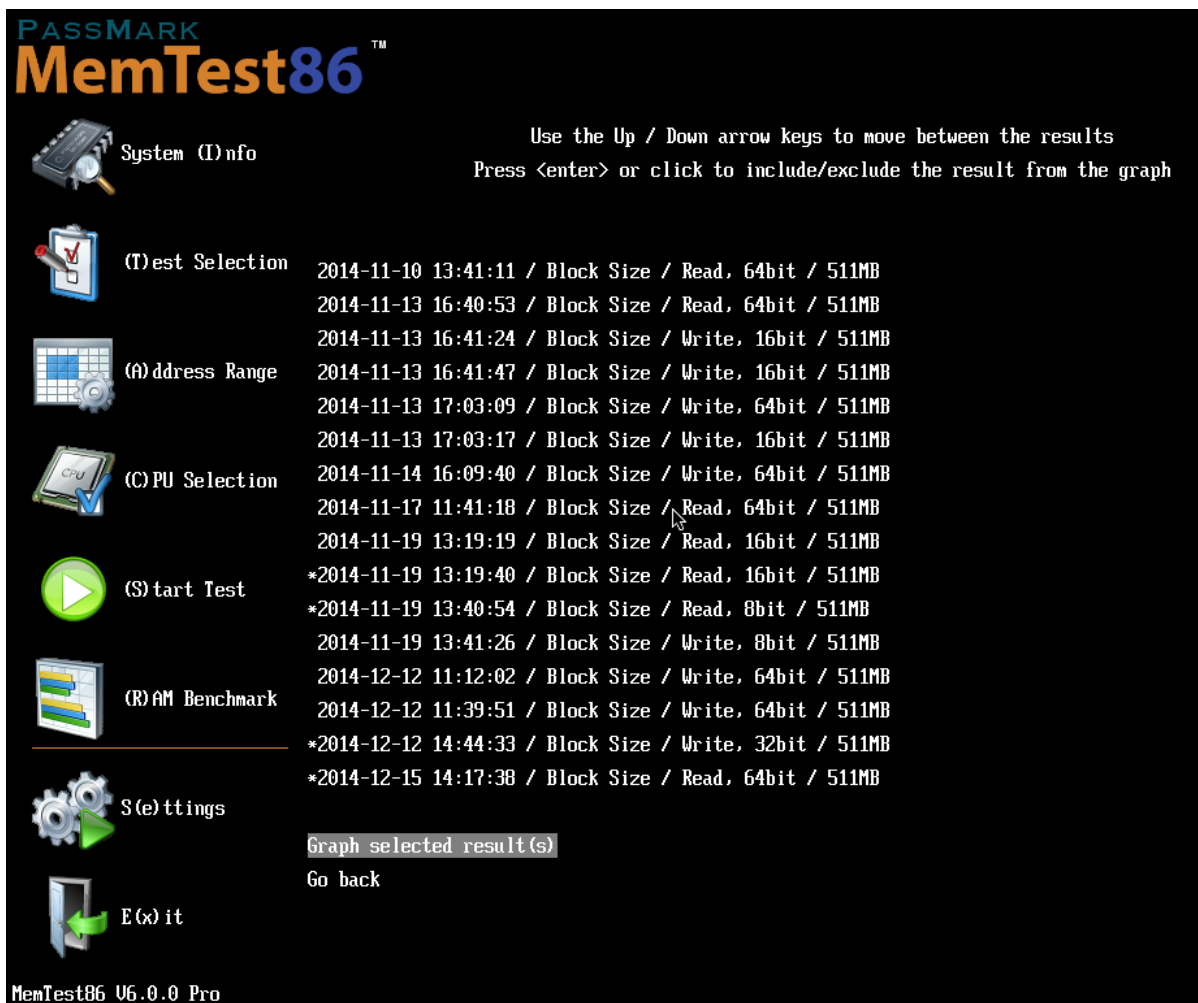 PASSMARK
MemTest86™
System (I)nfo
Use the Up / Down arrow keys to move between the results
Press <enter> or click to include/exclude the result from the graph
(T)est Selection
(A)ddress Range
CPU
(C)PU Selection
(S)tart Test
(R)AM Benchmark
S(e)ttings
E(x)it
2014-11-10 13:41:11 / Block Size / Read, 64bit / 511MB
2014-11-13 16:40:53 / Block Size / Read, 64bit / 511MB
2014-11-13 16:41:24 / Block Size / Write, 16bit / 511MB
2014-11-13 16:41:47 / Block Size / Write, 16bit / 511MB
2014-11-13 17:03:09 / Block Size / Write, 64bit / 511MB
2014-11-13 17:03:17 / Block Size / Write, 16bit / 511MB
2014-11-14 16:09:40 / Block Size / Write, 64bit / 511MB
2014-11-17 11:41:18 / Block Size / Read, 64bit / 511MB
2014-11-19 13:19:19 / Block Size / Read, 16bit / 511MB
*2014-11-19 13:19:40 / Block Size / Read, 16bit / 511MB
*2014-11-19 13:40:54 / Block Size / Read, 8bit / 511MB
2014-11-19 13:41:26 / Block Size / Write, 8bit / 511MB
2014-12-12 11:12:02 / Block Size / Write, 64bit / 511MB
2014-12-12 11:39:51 / Block Size / Write, 64bit / 511MB
*2014-12-12 14:44:33 / Block Size / Write, 32bit / 511MB
*2014-12-15 14:17:38 / Block Size / Read, 64bit / 511MB
Graph selected result(s)
Go back
MemTest86 V6.0.0 Pro